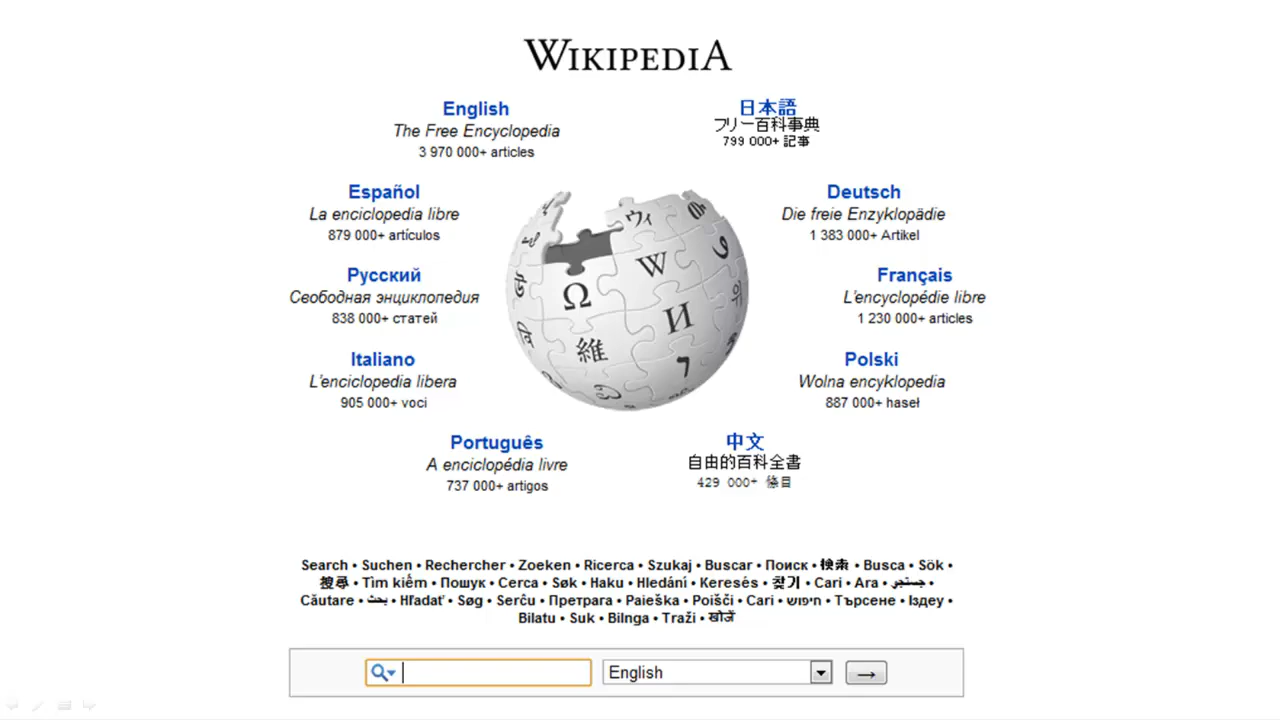 WIKIPEDIA
English
The Free Encyclopedia
3 970 000+ articles
日本語
フリー百科事典
799 000+ 記事
Español
La enciclopedia libre
879 000+ artículos
Deutsch
Die freie Enzyklopädie
1 383 000+ Artikel
Русский
Свободная энциклопедия
838 000+ статей
Français
L'encyclopédie libre
1 230 000+ articles
Italiano
L'enciclopedia libera
905 000+ voci
Polski
Wolna encyklopedia
887 000+ haseł
Português
A enciclopédia livre
737 000+ artigos
中文
自由的百科全書
429 000+ 條目
Ω
W
И
維
ウィ
7
Search • Suchen • Rechercher • Zoeken • Ricerca • Szukaj • Buscar • Поиск • 検索 • Busca • Sök •
搜尋 • Tìm kiếm • Пошук • Cerca • Søk • Haku • Hledání • Keresés • 찾기 • Cari • Ara • جستجو •
Căutare • بحث • Hľadať • Søg • Serĉu • Претрага • Paieška • Poišči • Cari • חיפוש • Търсене • Іздеу •
Bilatu • Suk • Bilnga • Traži • खोजें
English
→